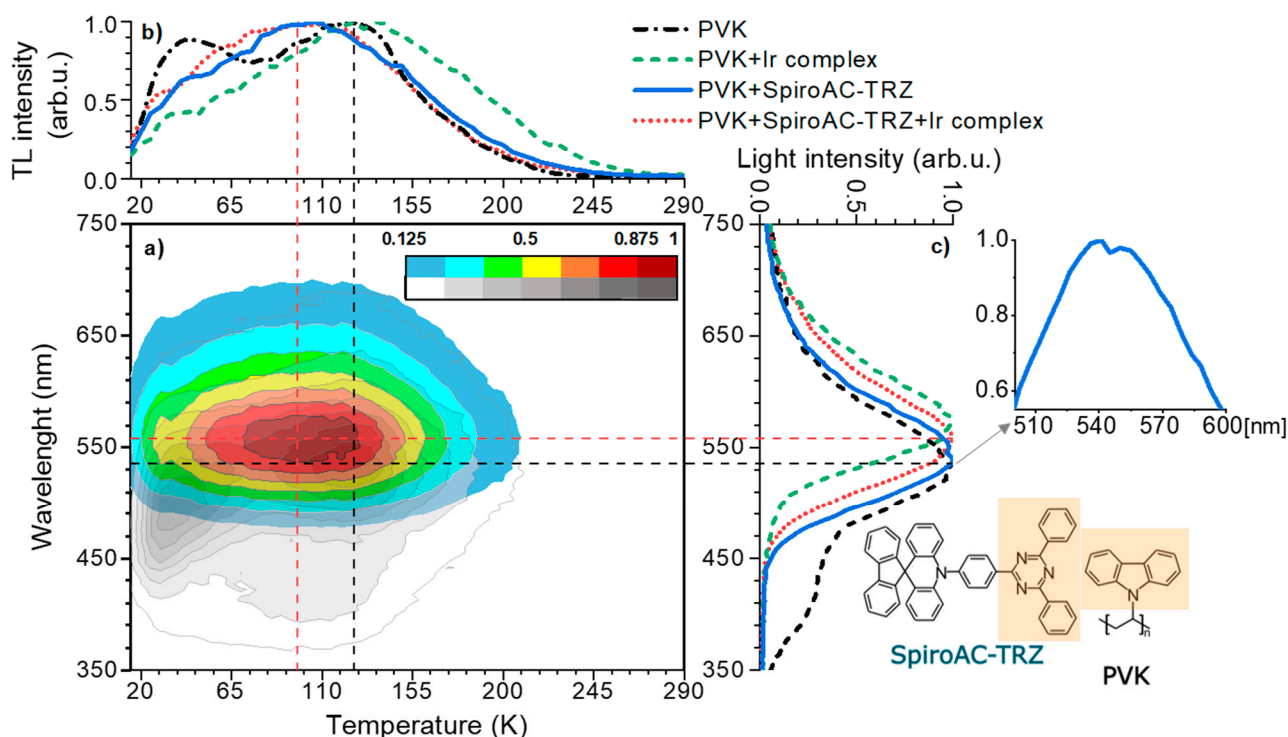 b)
TL intensity
(arb.u.)
1.0
0.5
0.0
20 65 110 155 200 245 290
PVK
PVK+Ir complex
PVK+SpiroAC-TRZ
PVK+SpiroAC-TRZ+Ir complex
Light intensity (arb.u.)
0.0 0.5 1.0
a)
0.125 0.5 0.875 1
Wavelenght (nm)
750
650
550
450
350
20 65 110 155 200 245 290
Temperature (K)
750
650
550
450
350
c)
1.0
0.8
0.6
510 540 570 600[nm]
N
N
N
N
N
n
SpiroAC-TRZ
PVK